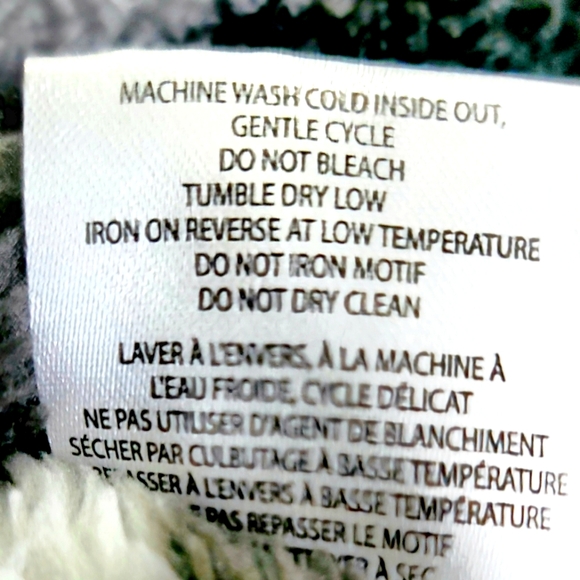 MACHINE WASH COLD INSIDE OUT,
GENTLE CYCLE
DO NOT BLEACH
TUMBLE DRY LOW
IRON ON REVERSE AT LOW TEMPERATURE
DO NOT IRON MOTIF
DO NOT DRY CLEAN
LAVER À L'ENVERS, À LA MACHINE À
L'EAU FROIDE, CYCLE DÉLICAT
NE PAS UTILISER D'AGENT DE BLANCHIMENT
SÉCHER PAR CULBUTAGE À BASSE TEMPÉRATURE
À L'ENVERS À BASSE TEMPÉRATURE
PAS REPASSER LE MOTIF
À SEC